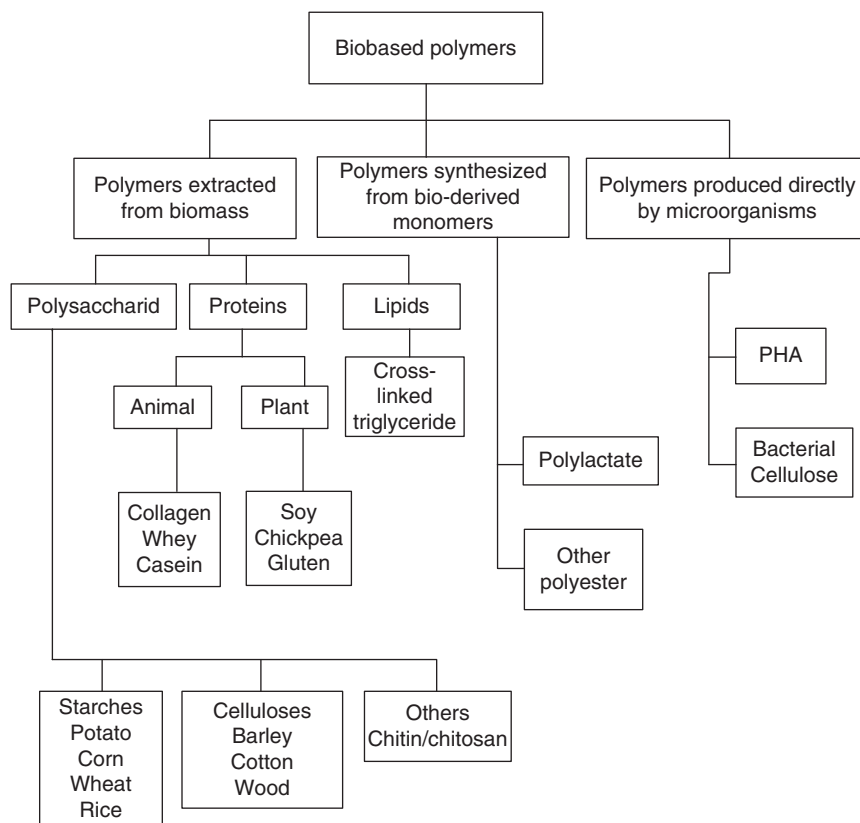 Biobased polymers
Polymers extracted
from biomass
Polymers synthesized
from bio-derived
monomers
Polymers produced directly
by microorganisms
Polysaccharid
Proteins
Lipids
Animal
Plant
Cross-
linked
triglyceride
Collagen
Whey
Casein
Soy
Chickpea
Gluten
Polylactate
Other
polyester
PHA
Bacterial
Cellulose
Starches
Potato
Corn
Wheat
Rice
Celluloses
Barley
Cotton
Wood
Others
Chitin/chitosan